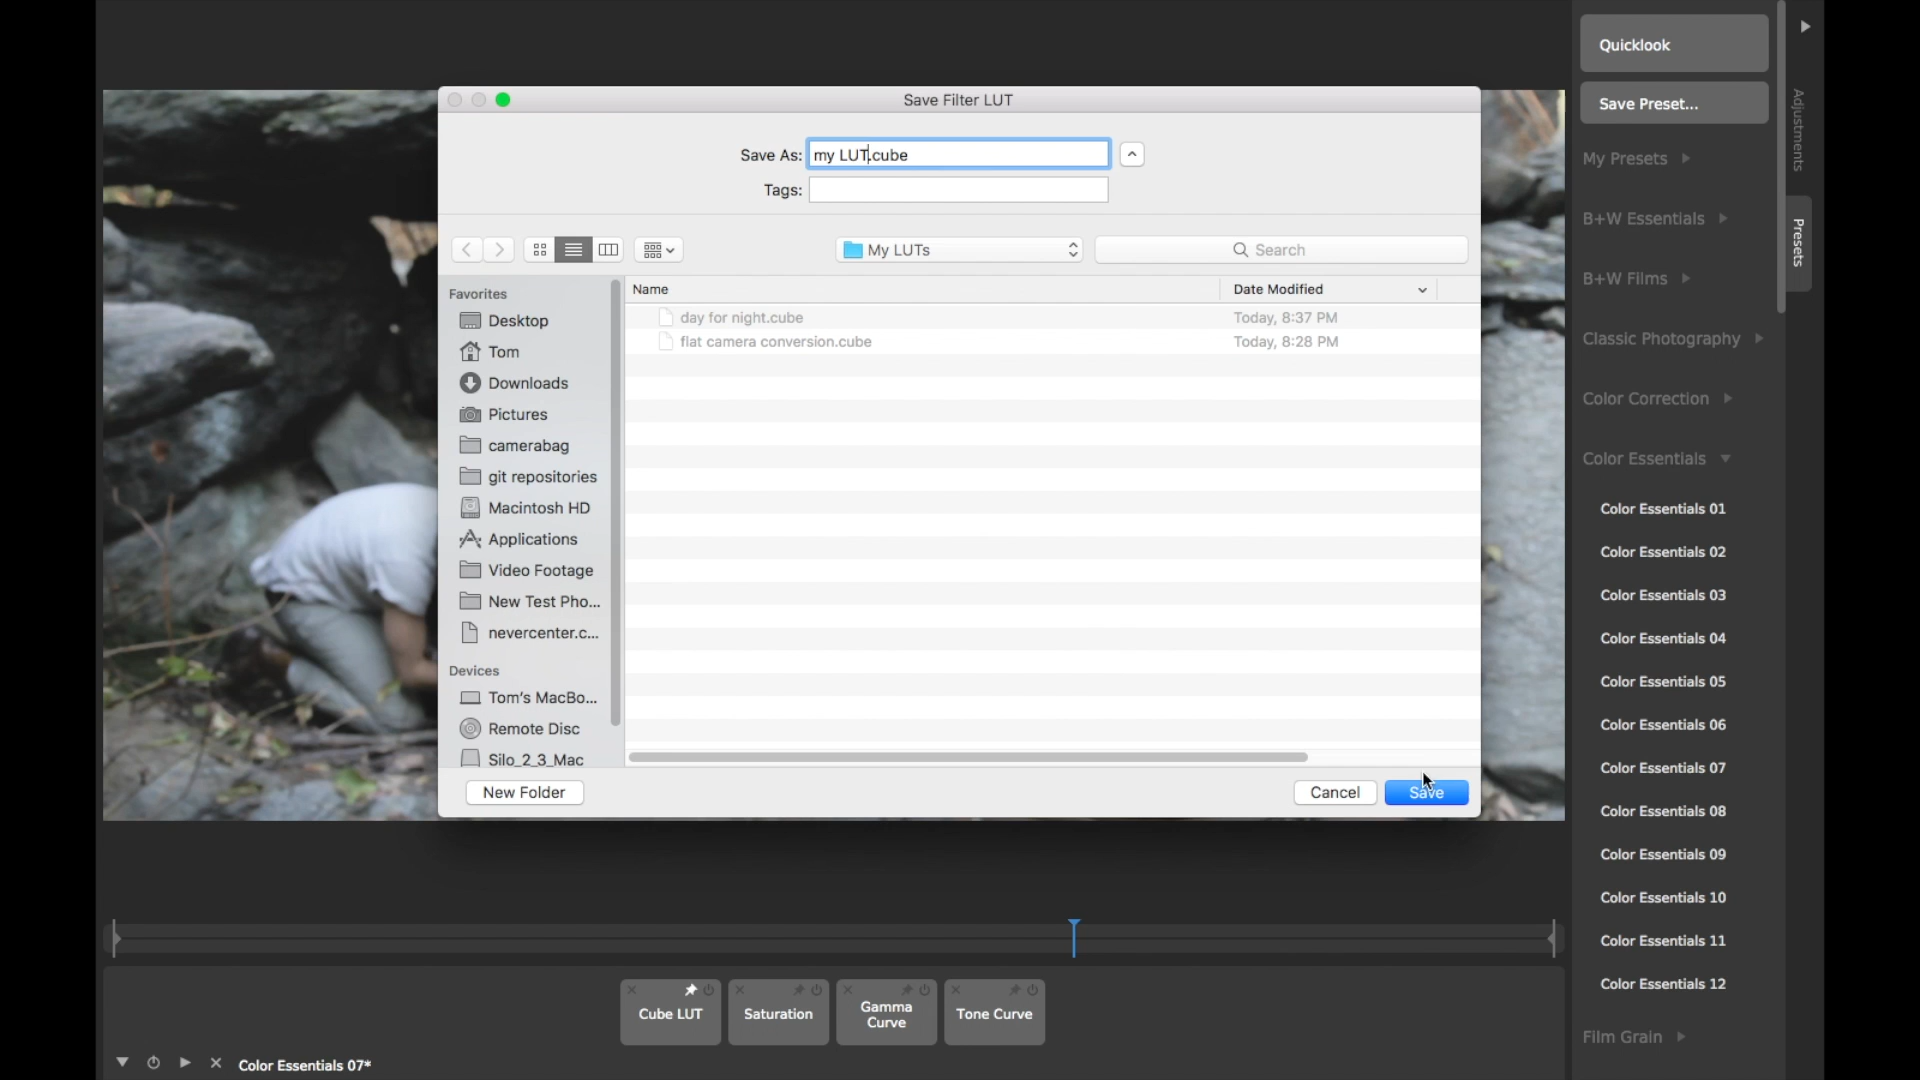 Save Filter LUT
Save As: my LUT.cube
Tags:
My LUTs
Search
Favorites
Desktop
Tom
Downloads
Pictures
camerabag
git repositories
Macintosh HD
Applications
Video Footage
New Test Pho...
nevercenter.c...
Devices
Tom's MacBo...
Remote Disc
Silo_2_3_Mac
Name Date Modified
day for night.cube Today, 8:37 PM
flat camera conversion.cube Today, 8:28 PM
New Folder Cancel Save
Quicklook
Save Preset...
My Presets
B+W Essentials
B+W Films
Classic Photography
Color Correction
Color Essentials
Color Essentials 01
Color Essentials 02
Color Essentials 03
Color Essentials 04
Color Essentials 05
Color Essentials 06
Color Essentials 07
Color Essentials 08
Color Essentials 09
Color Essentials 10
Color Essentials 11
Color Essentials 12
Film Grain
Adjustments
Presets
Cube LUT
Saturation
Gamma
Curve
Tone Curve
Color Essentials 07*